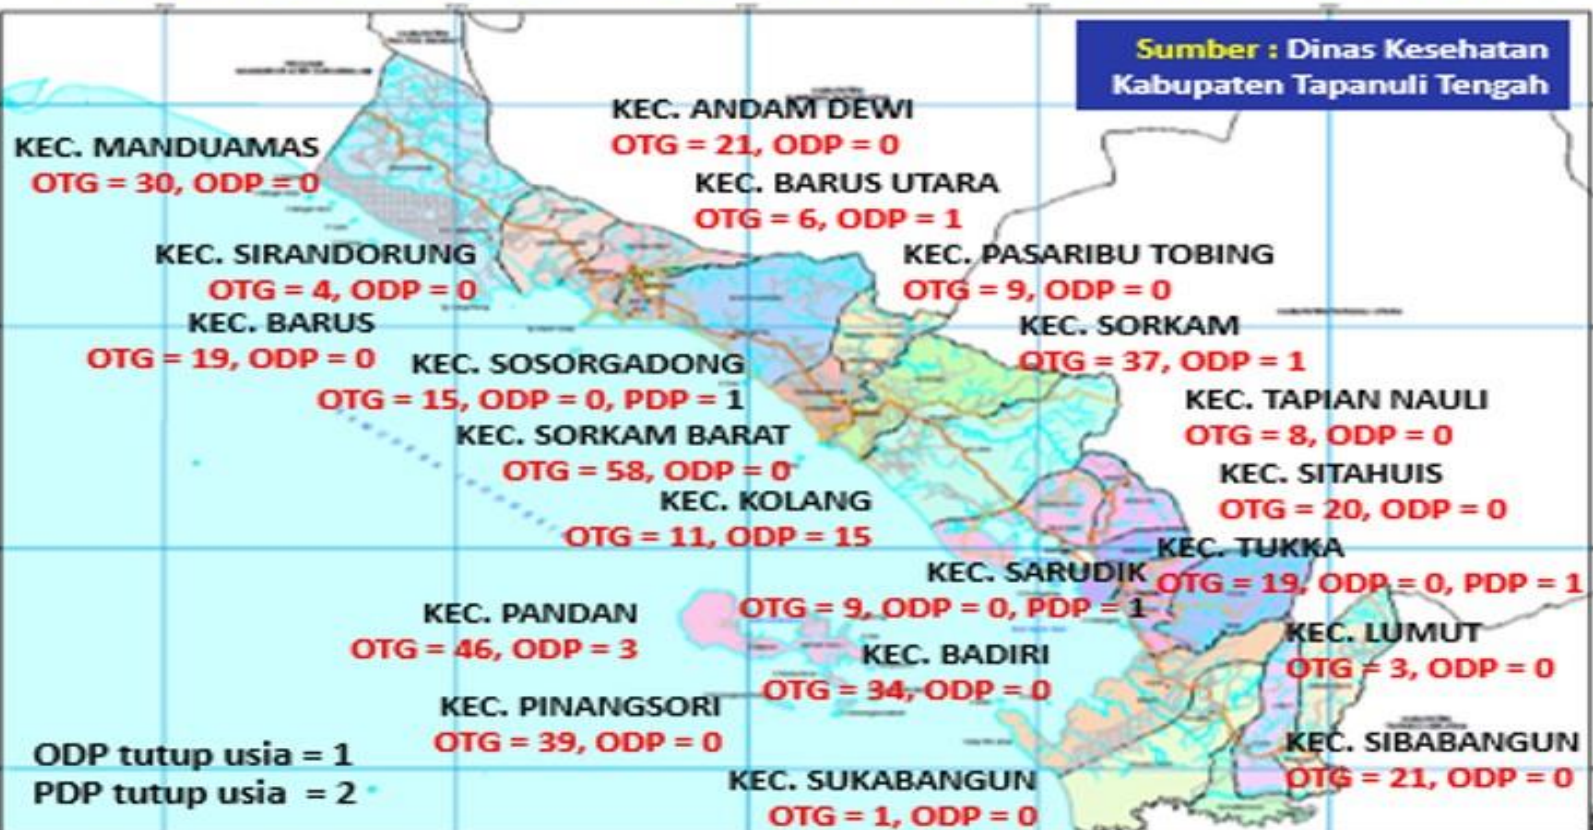 Sumber : Dinas Kesehatan
Kabupaten Tapanuli Tengah
KEC. ANDAM DEWI
OTG = 21, ODP = 0
KEC. MANDUAMAS
OTG = 30, ODP = 0
KEC. BARUS UTARA
OTG = 6, ODP = 1
KEC. SIRANDORUNG
OTG = 4, ODP = 0
KEC. PASARIBU TOBING
OTG = 9, ODP = 0
KEC. BARUS
OTG = 19, ODP = 0
KEC. SORKAM
OTG = 37, ODP = 1
KEC. SOSORGADONG
OTG = 15, ODP = 0, PDP = 1
KEC. TAPIAN NAULI
OTG = 8, ODP = 0
KEC. SORKAM BARAT
OTG = 58, ODP = 0
KEC. SITAHUIS
OTG = 20, ODP = 0
KEC. KOLANG
OTG = 11, ODP = 15
KEC. TUKKA
OTG = 19, ODP = 0, PDP = 1
KEC. SARUDIK
OTG = 9, ODP = 0, PDP = 1
KEC. PANDAN
OTG = 46, ODP = 3
KEC. LUMUT
OTG = 3, ODP = 0
KEC. BADIRI
OTG = 34, ODP = 0
KEC. PINANGSORI
OTG = 39, ODP = 0
KEC. SIBABANGUN
OTG = 21, ODP = 0
ODP tutup usia = 1
PDP tutup usia = 2
KEC. SUKABANGUN
OTG = 1, ODP = 0